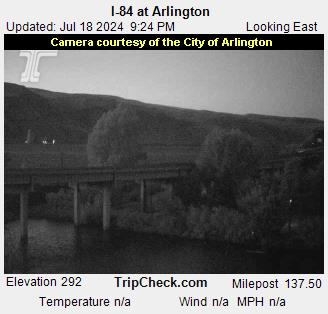 I-84 at Arlington
Updated: Jul 18 2024 9:24 PM Looking East
Camera courtesy of the City of Arlington
Elevation 292 TripCheck.com Milepost 137.50
Temperature n/a Wind n/a MPH n/a